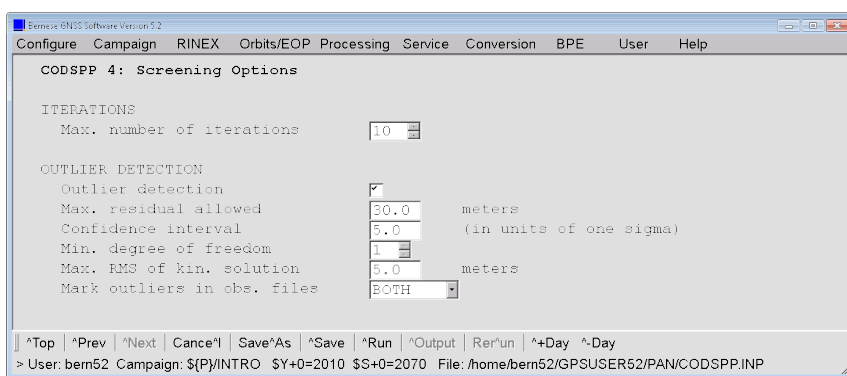 Bernese GNSS Software Version 5.2
Configure Campaign RINEX Orbits/EOP Processing Service Conversion BPE User Help
CODSPP 4: Screening Options
ITERATIONS
Max. number of iterations 10
OUTLIER DETECTION
Outlier detection
Max. residual allowed 30.0 meters
Confidence interval 5.0 (in units of one sigma)
Min. degree of freedom 1
Max. RMS of kin. solution 5.0 meters
Mark outliers in obs. files BOTH
^Top ^Prev ^Next Cance^l Save^As ^Save ^Run ^Output Rer^un ^+Day ^-Day
> User: bern52 Campaign: ${P}/INTRO $Y+0=2010 $S+0=2070 File: /home/bern52/GPSUSER52/PAN/CODSPP.INP